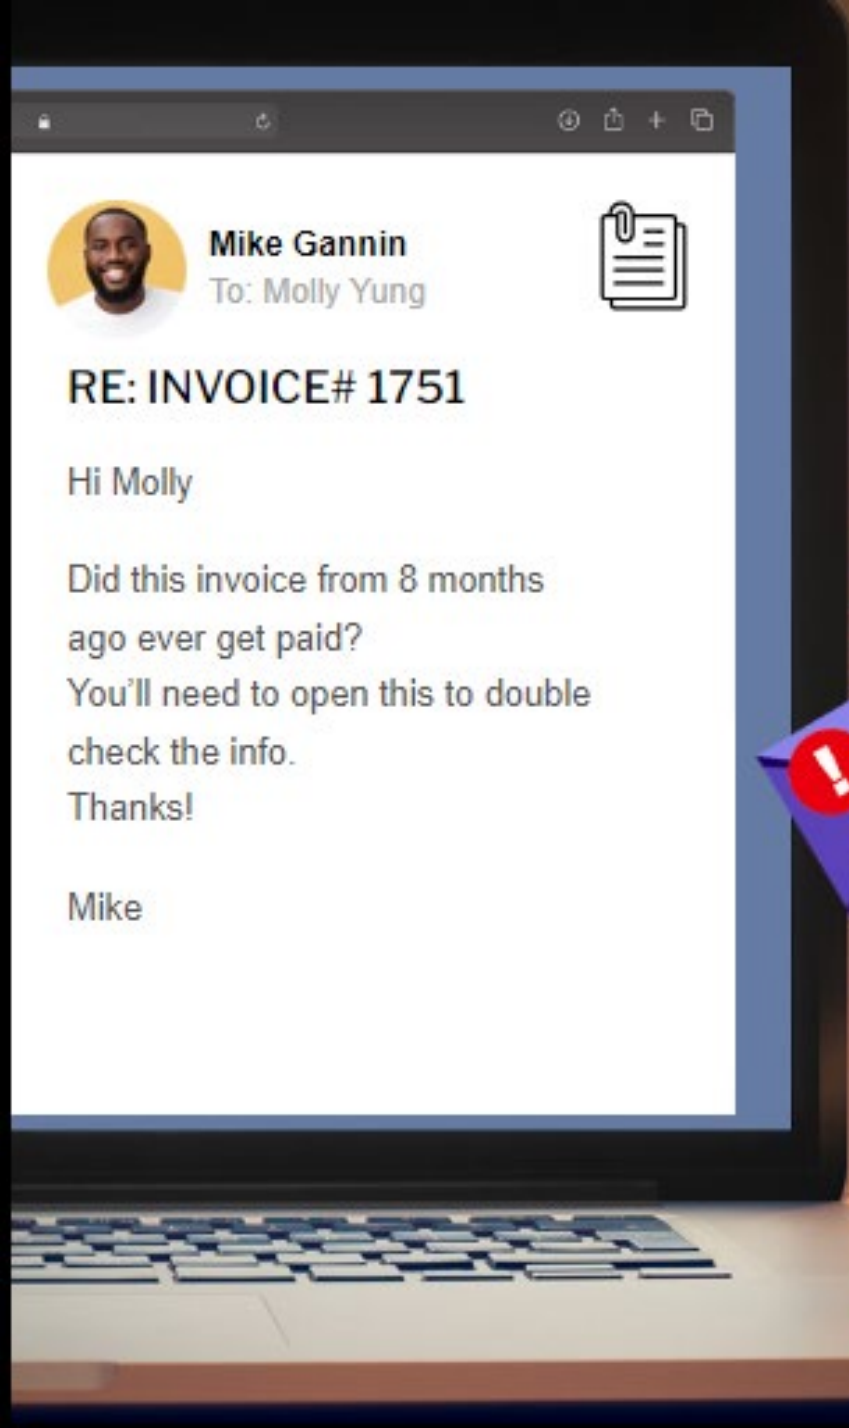 Mike Gannin
To: Molly Yung
RE: INVOICE# 1751
Hi Molly
Did this invoice from 8 months
ago ever get paid?
You’ll need to open this to double
check the info.
Thanks!
Mike